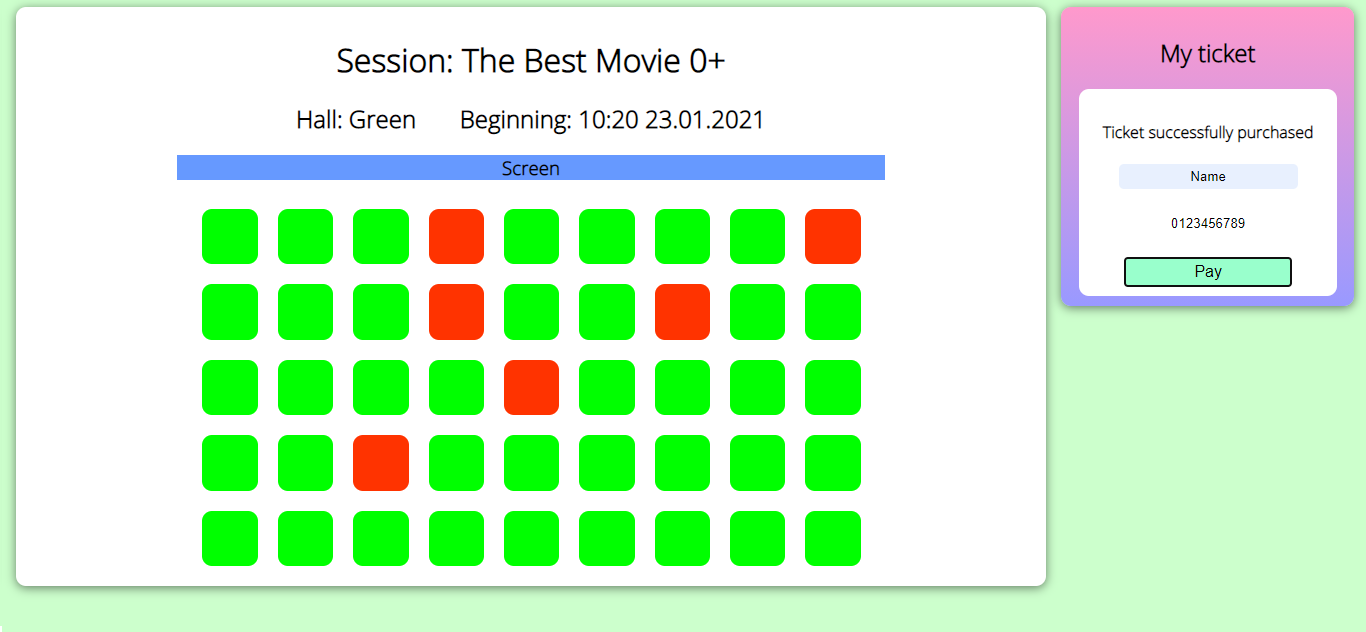 Session: The Best Movie 0+
Hall: Green Beginning: 10:20 23.01.2021
Screen
My ticket
Ticket successfully purchased
Name
0123456789
Pay